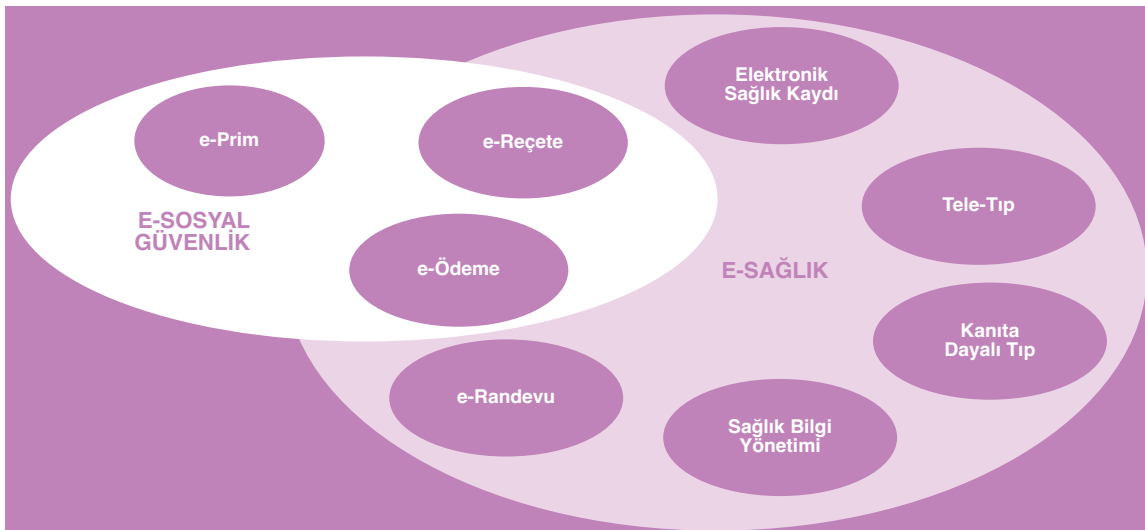 e-Prim
e-Reçete
E-SOSYAL
GÜVENLİK
e-Ödeme
Elektronik
Sağlık Kaydı
Tele-Tıp
E-SAĞLIK
Kanıta
Dayalı Tıp
e-Randevu
Sağlık Bilgi
Yönetimi